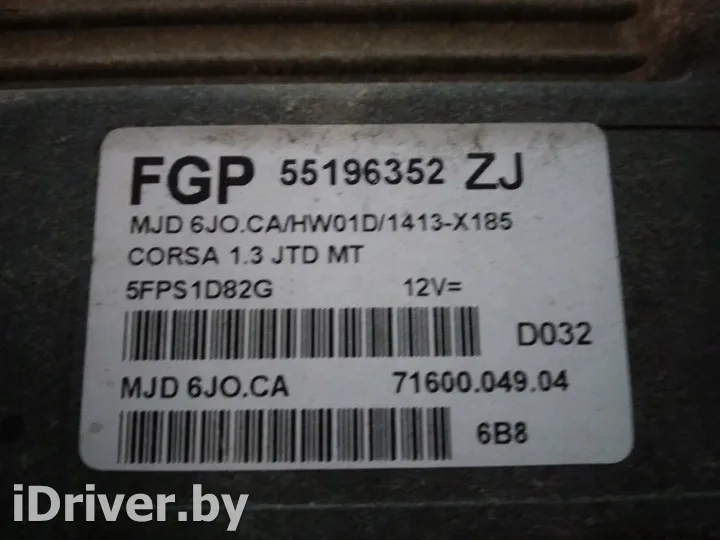 FGP 55196352 ZJ
MJD 6JO.CA/HW01D/1413-X185
CORSA 1.3 JTD MT
5FPS1D82G 12V=
D032
MJD 6JO.CA 71600.049.04
6B8
iDriver.by